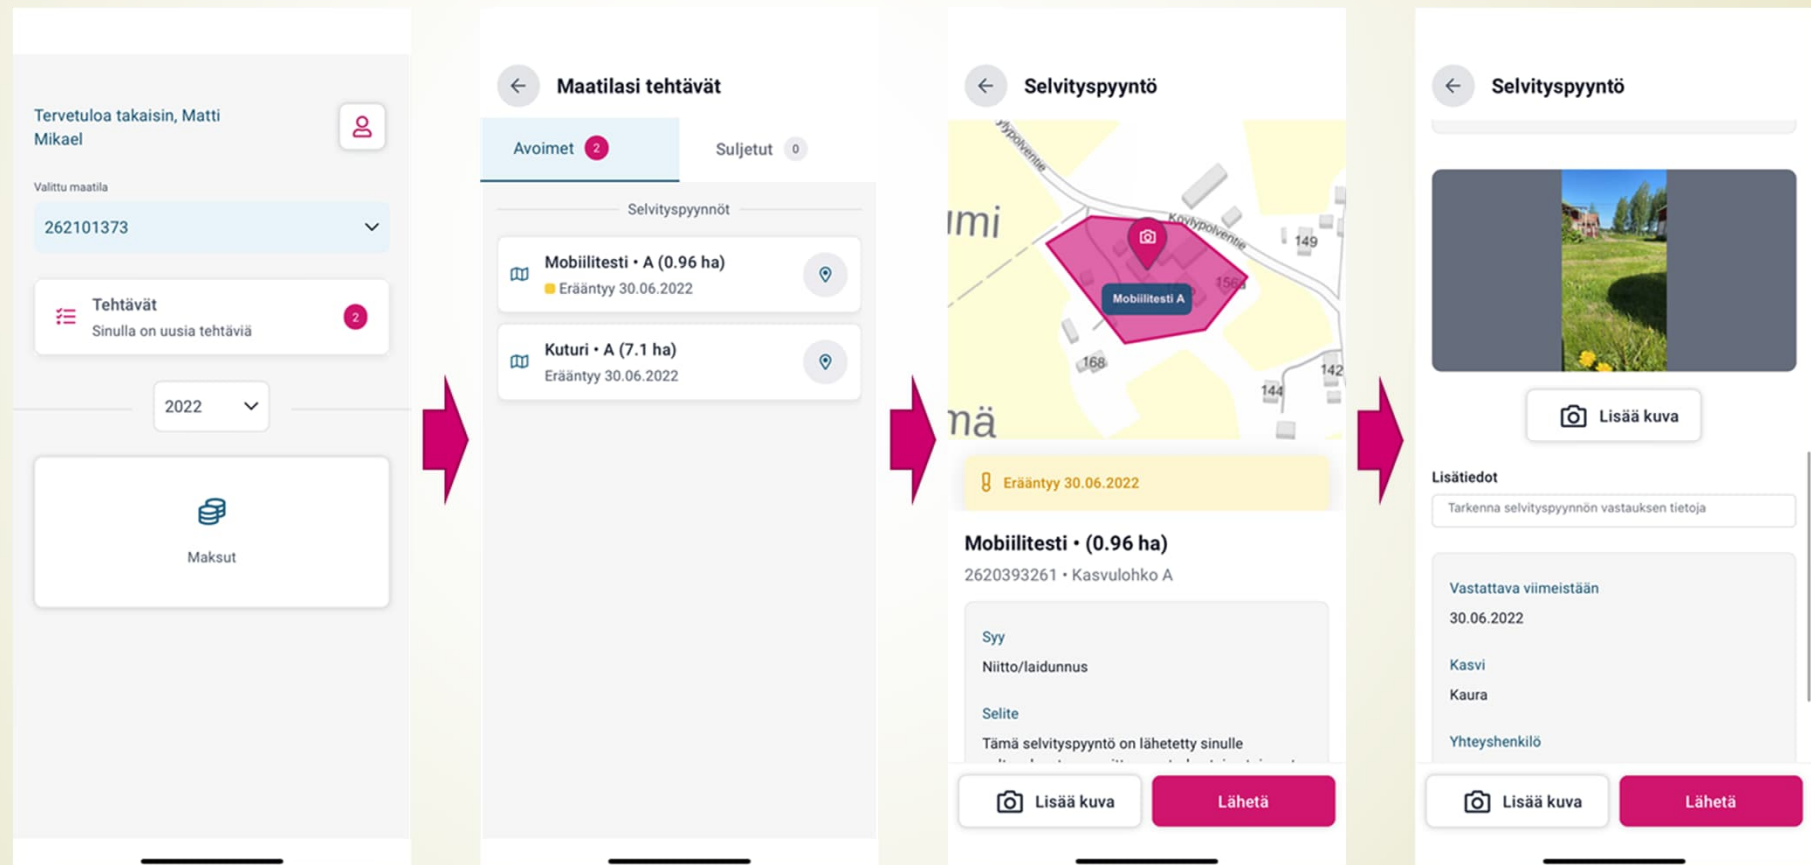 Tervetuloa takaisin, Matti
Mikael
Valittu maatila
262101373
Tehtävät
Sinulla on uusia tehtäviä
2
2022
Maksut
Maatilasi tehtävät
Avoimet 2
Suljetut 0
Selvityspyynnöt
Mobiilitesti • A (0.96 ha)
Erääntyy 30.06.2022
Kuturi • A (7.1 ha)
Erääntyy 30.06.2022
Selvityspyyntö
Köylypolventie
149
Mobiilitesti A
168
142
144
mä
Erääntyy 30.06.2022
Mobiilitesti • (0.96 ha)
2620393261 • Kasvulohko A
Syy
Niitto/laidunnus
Selite
Tämä selvityspyyntö on lähetetty sinulle
Lisää kuva
Lähetä
Selvityspyyntö
Lisää kuva
Lisätiedot
Tarkenna selvityspyynnön vastauksen tietoja
Vastattava viimeistään
30.06.2022
Kasvi
Kaura
Yhteyshenkilö
Lisää kuva
Lähetä